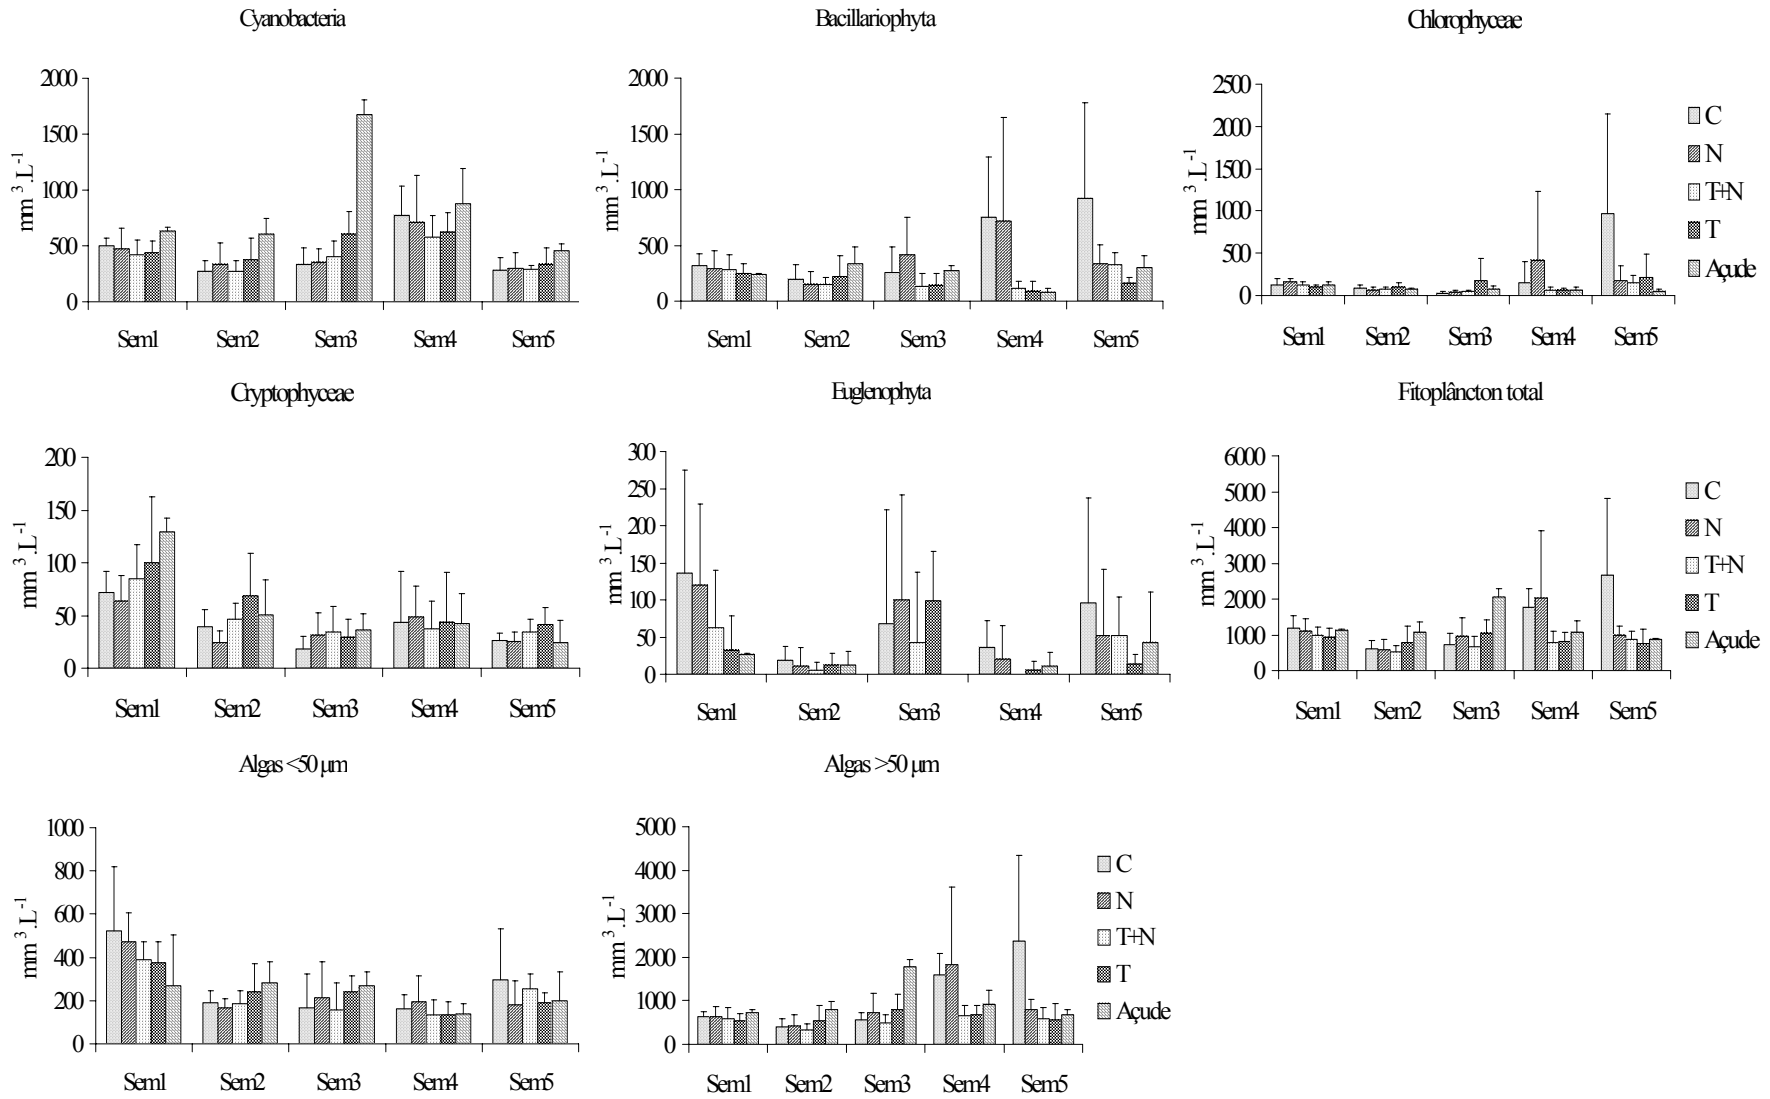 Cyanobacteria
2000
1500
1000
500
0
mm³.L⁻¹
Sem1 Sem2 Sem3 Sem4 Sem5
Bacillariophyta
2000
1500
1000
500
0
mm³.L⁻¹
Sem1 Sem2 Sem3 Sem4 Sem5
Chlorophyceae
2500
2000
1500
1000
500
0
mm³.L⁻¹
Sem1 Sem2 Sem3 Sem4 Sem5
C
N
T+N
T
Açude
Cryptophyceae
200
150
100
50
0
mm³.L⁻¹
Sem1 Sem2 Sem3 Sem4 Sem5
Euglenophyta
300
250
200
150
100
50
0
mm³.L⁻¹
Sem1 Sem2 Sem3 Sem4 Sem5
Fitoplâncton total
6000
5000
4000
3000
2000
1000
0
mm³.L⁻¹
Sem1 Sem2 Sem3 Sem4 Sem5
C
N
T+N
T
Açude
Algas <50 µm
1000
800
600
400
200
0
mm³.L⁻¹
Sem1 Sem2 Sem3 Sem4 Sem5
Algas >50 µm
5000
4000
3000
2000
1000
0
mm³.L⁻¹
Sem1 Sem2 Sem3 Sem4 Sem5
C
N
T+N
T
Açude